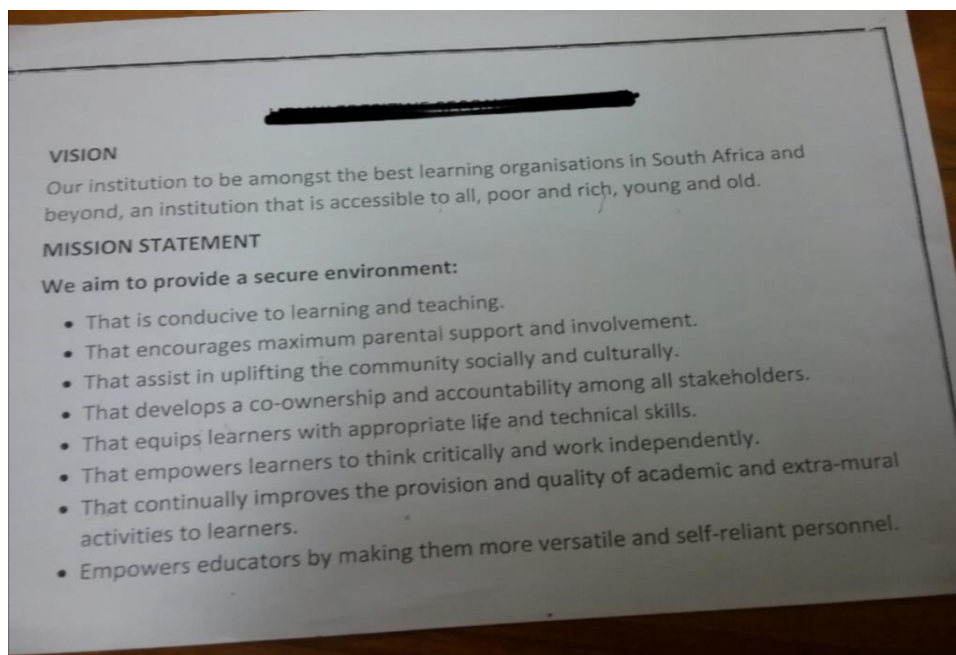 VISION
Our institution to be amongst the best learning organisations in South Africa and
beyond, an institution that is accessible to all, poor and rich, young and old.
MISSION STATEMENT
We aim to provide a secure environment:
• That is conducive to learning and teaching.
• That encourages maximum parental support and involvement.
• That assist in uplifting the community socially and culturally.
• That develops a co-ownership and accountability among all stakeholders.
• That equips learners with appropriate life and technical skills.
• That empowers learners to think critically and work independently.
• That continually improves the provision and quality of academic and extra-mural
activities to learners.
• Empowers educators by making them more versatile and self-reliant personnel.